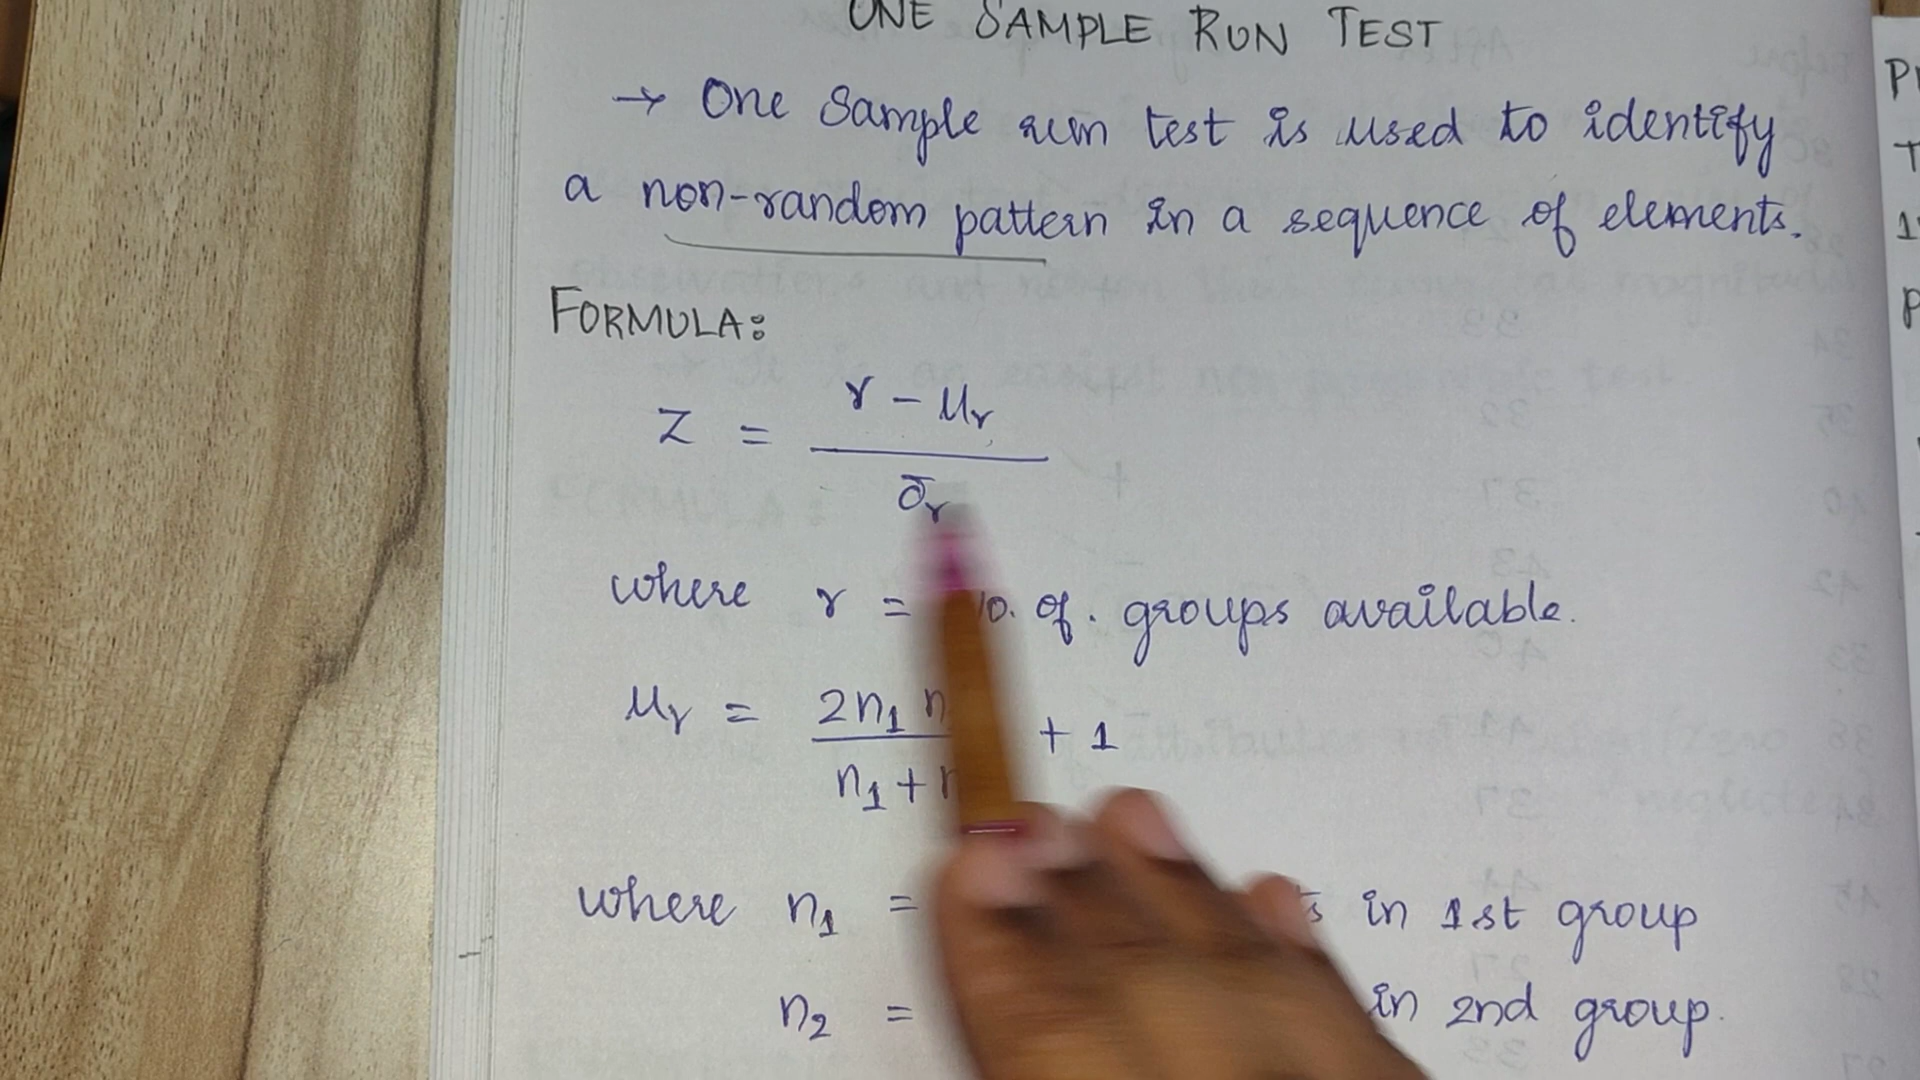 ONE SAMPLE RUN TEST
→ One Sample run test is used to identify
a non-random pattern in a sequence of elements.
FORMULA:
Z = r - μr / σr
where r = of. groups available.
μr = 2n1 n / n1 + + 1
where n1 = in 1st group
n2 = in 2nd group.